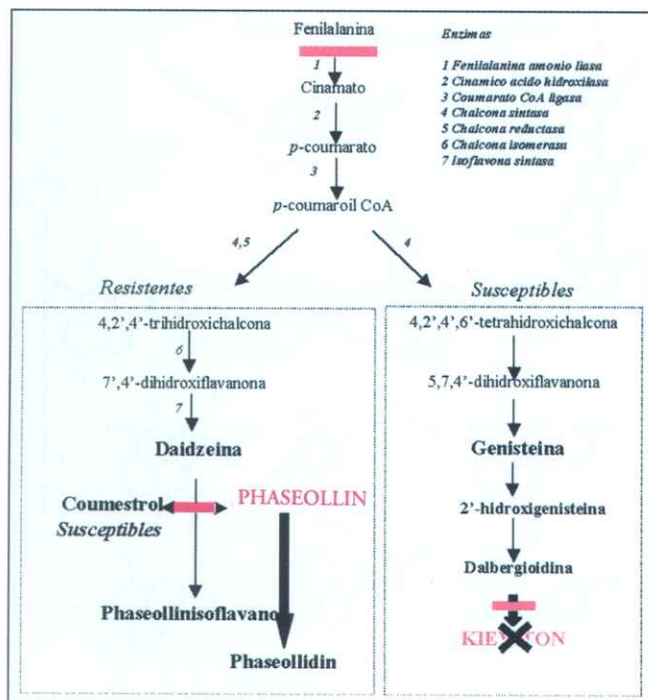 Fenilalanina
1
Cinamato
2
p-coumarato
3
p-coumaroil CoA
4,5
4
Enzimas
1 Fenilalanina amonio liasa
2 Cinamico acido hidroxilasa
3 Coumarato CoA ligasa
4 Chalcona sintasa
5 Chalcona reductasa
6 Chalcona isomerasa
7 Isoflavona sintasa
Resistentes
4,2',4'-trihidroxichalcona
6
7',4'-dihidroxiflavanona
7
Daidzeina
Coumestrol
Susceptibles
PHASEOLLIN
Phaseollinisoflavano
Phaseollidin
Susceptibles
4,2',4',6'-tetrahidroxichalcona
5,7,4'-dihidroxiflavanona
Genisteina
2'-hidroxigenisteina
Dalbergioidina